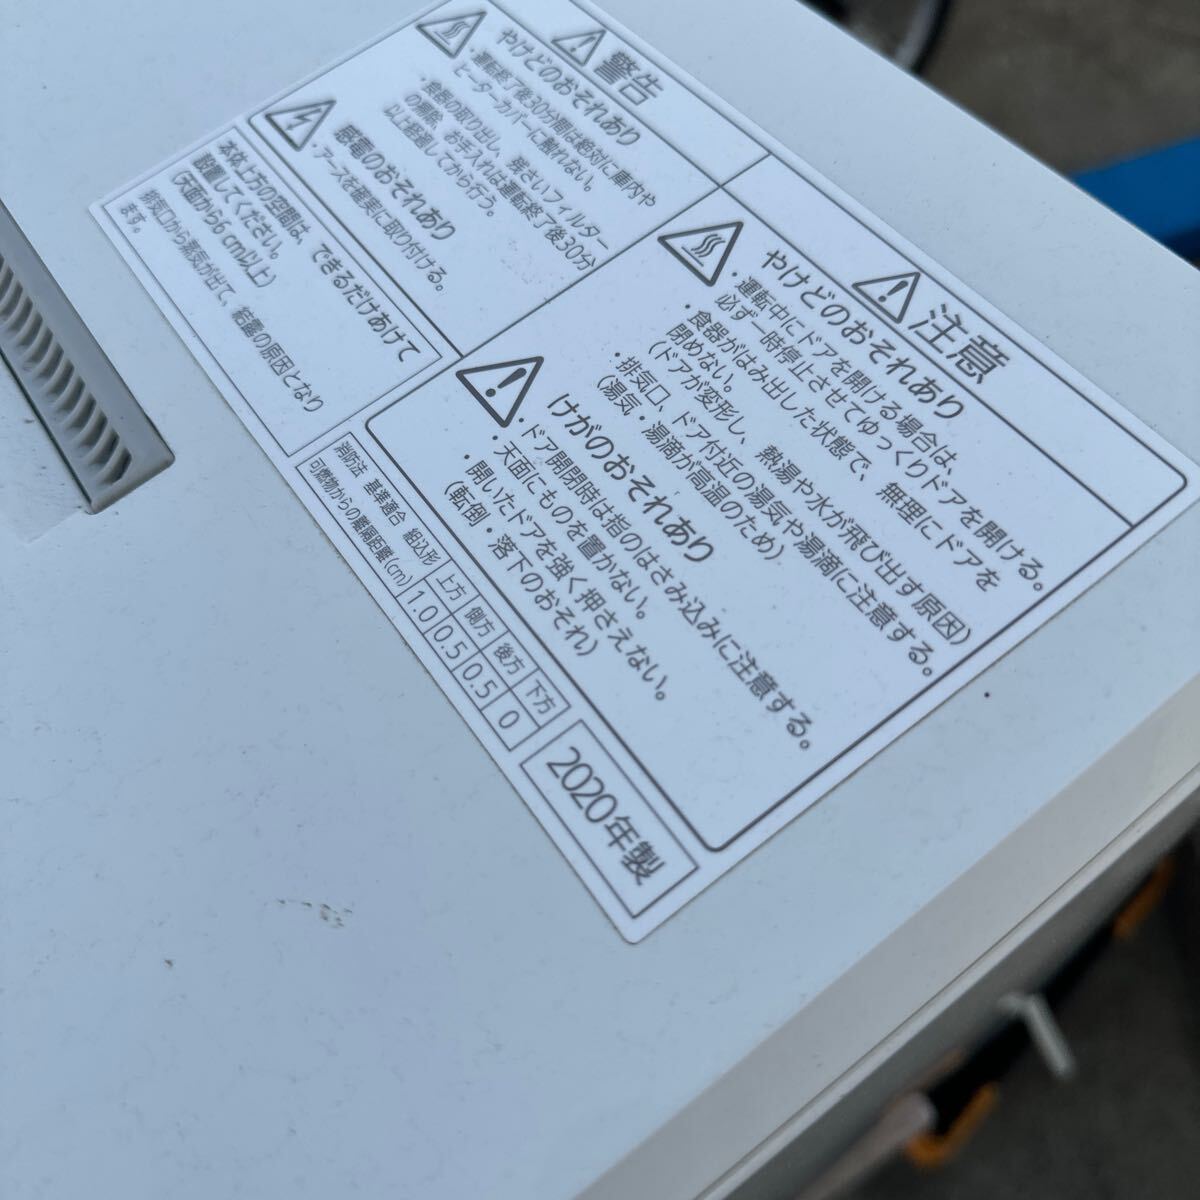 警告
やけどのおそれあり
・運転終了後30分間は絶対に庫内や
ヒーターカバーに触れない。
・食器の取り出し、残さいフィルター
の掃除、お手入れは運転終了後30分
以上経過してから行う。
感電のおそれあり
・アースを確実に取り付ける。
本体上方の空間は、できるだけあけて
設置してください。
(天面から6cm以上)
排気口から蒸気が出て、結露の原因となり
ます。
注意
やけどのおそれあり
・運転中にドアを開ける場合は、
必ず一時停止させてゆっくりドアを開ける。
・食器がはみ出した状態で、無理にドアを
閉めない。
(ドアが変形し、熱湯や水が飛び出す原因)
・排気口、ドア付近の湯気や湯滴に注意する。
(湯気・湯滴が高温のため)
けがのおそれあり
・ドア開閉時は指のはさみ込みに注意する。
・天面にものを置かない。
・開いたドアを強く押さえない。
(転倒・落下のおそれ)
消防法 基準適合 組込形 上方 側方 後方 下方
可燃物からの離隔距離(cm) 1.0 0.5 0.5 0
2020年製